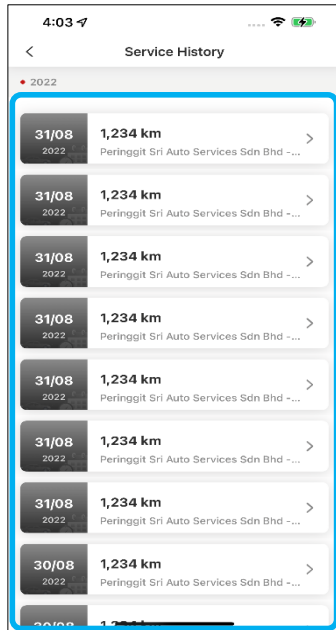 4:03
Service History
2022
31/08
2022
1,234 km
Peringgit Sri Auto Services Sdn Bhd -...
31/08
2022
1,234 km
Peringgit Sri Auto Services Sdn Bhd -...
31/08
2022
1,234 km
Peringgit Sri Auto Services Sdn Bhd -...
31/08
2022
1,234 km
Peringgit Sri Auto Services Sdn Bhd -...
31/08
2022
1,234 km
Peringgit Sri Auto Services Sdn Bhd -...
31/08
2022
1,234 km
Peringgit Sri Auto Services Sdn Bhd -...
31/08
2022
1,234 km
Peringgit Sri Auto Services Sdn Bhd -...
30/08
2022
1,234 km
Peringgit Sri Auto Services Sdn Bhd -...